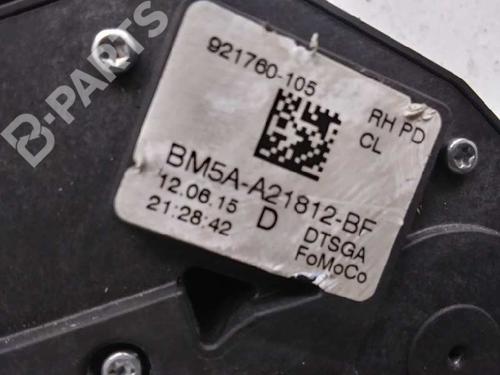 B-PARTS
921760-105
RH PD
CL
BM5A-A21812-BF
12.06.15
D
DTSGA
21:28:42
FoMoCo